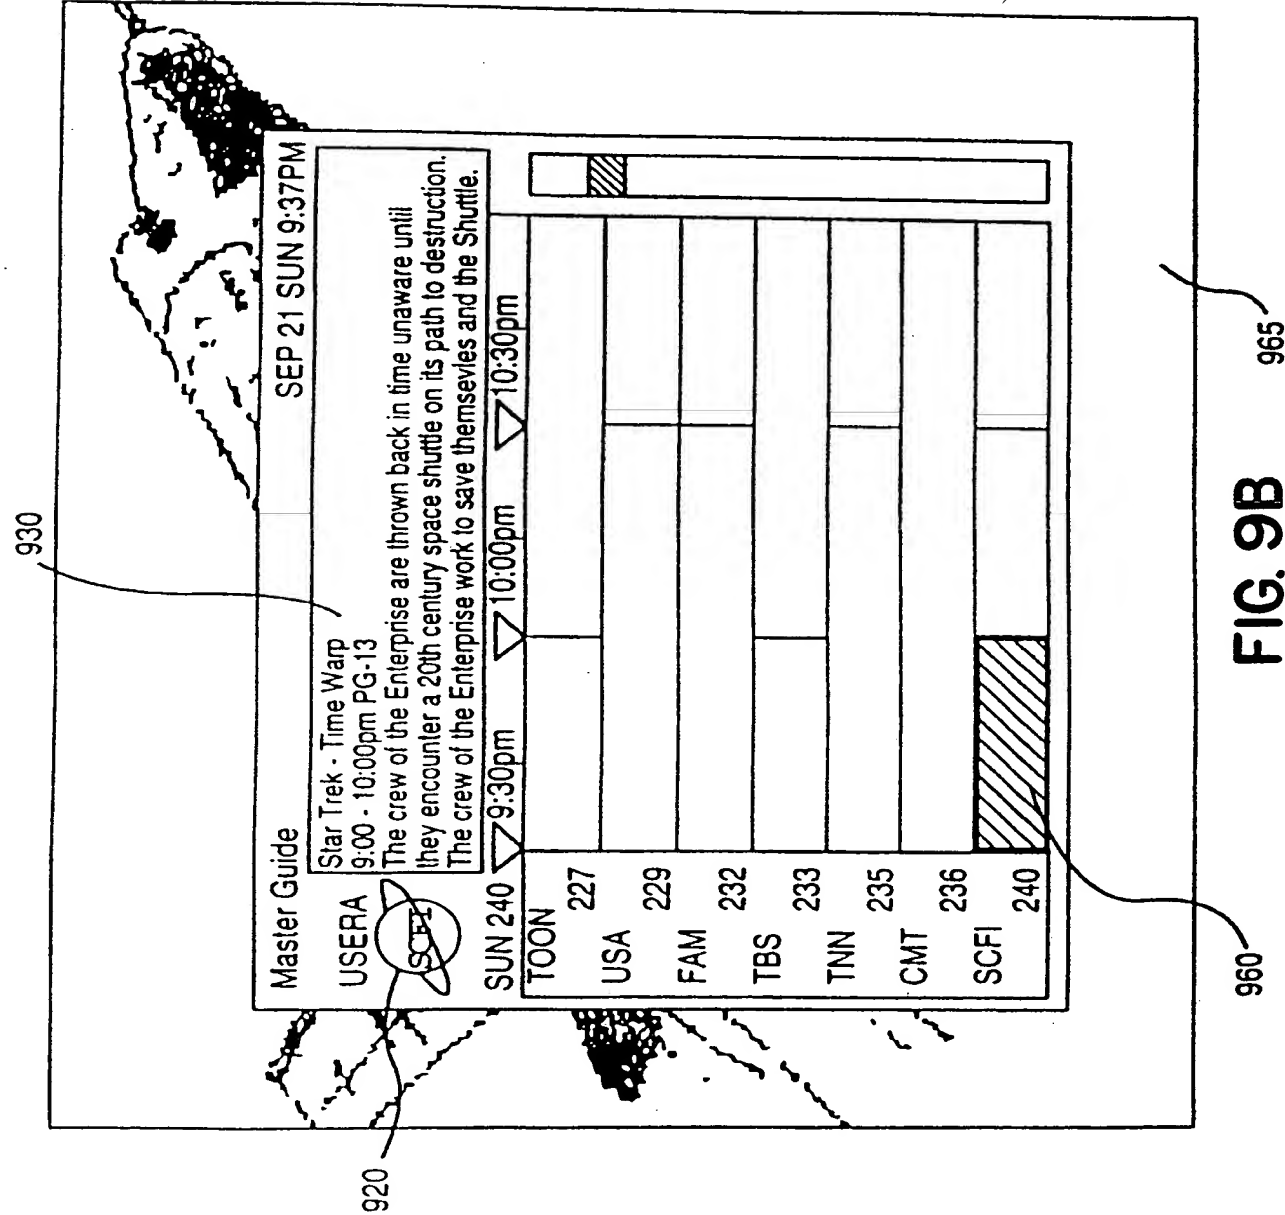 930
Master Guide
SEP 21 SUN 9:37PM
USERA
SCFI
Star Trek - Time Warp
9:00 - 10:00pm PG-13
The crew of the Enterprise are thrown back in time unaware until
they encounter a 20th century space shuttle on its path to destruction.
The crew of the Enterprise work to save themsevles and the Shuttle.
SUN 240
9:30pm
10:00pm
10:30pm
TOON 227
USA 229
FAM 232
TBS 233
TNN 235
CMT 236
SCFI 240
920
960
965
FIG. 9B